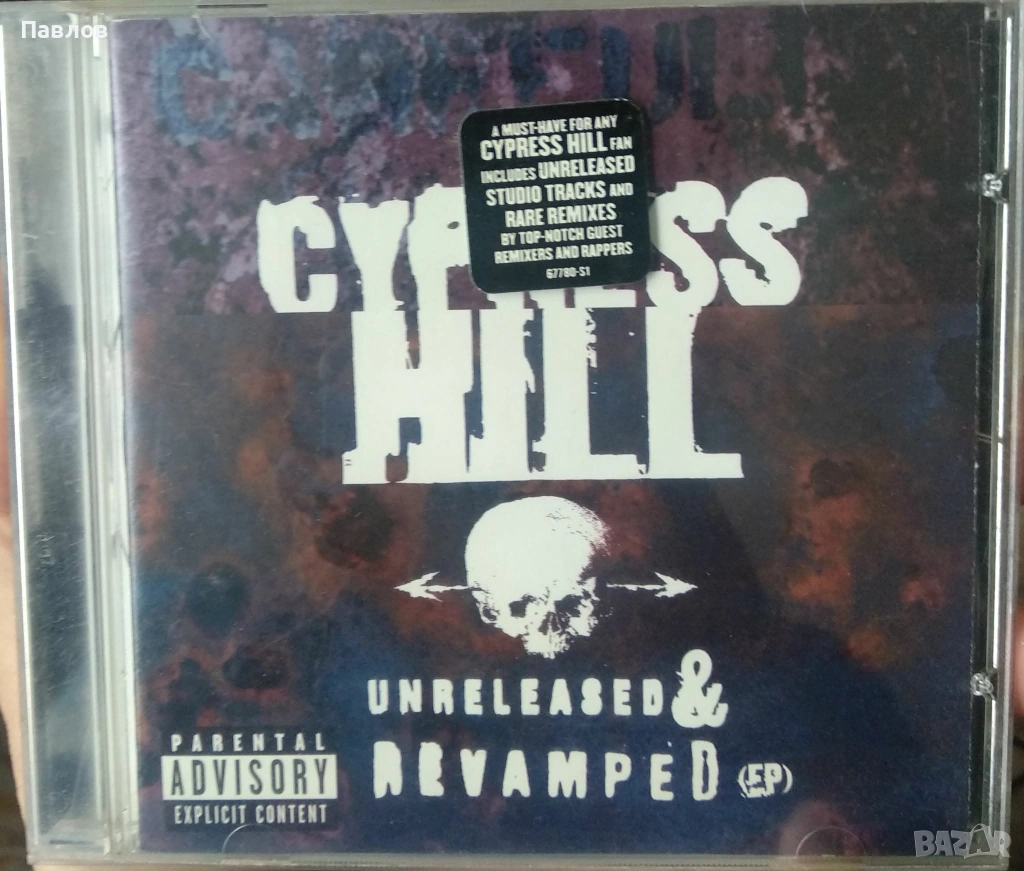 Павлов
A MUST-HAVE FOR ANY
CYPRESS HILL FAN
INCLUDES UNRELEASED
STUDIO TRACKS AND
RARE REMIXES
BY TOP-NOTCH GUEST
REMIXERS AND RAPPERS
67780-S1
CYPRESS
HILL
UNRELEASED &
REVAMPED (EP)
PARENTAL
ADVISORY
EXPLICIT CONTENT
BAZAR